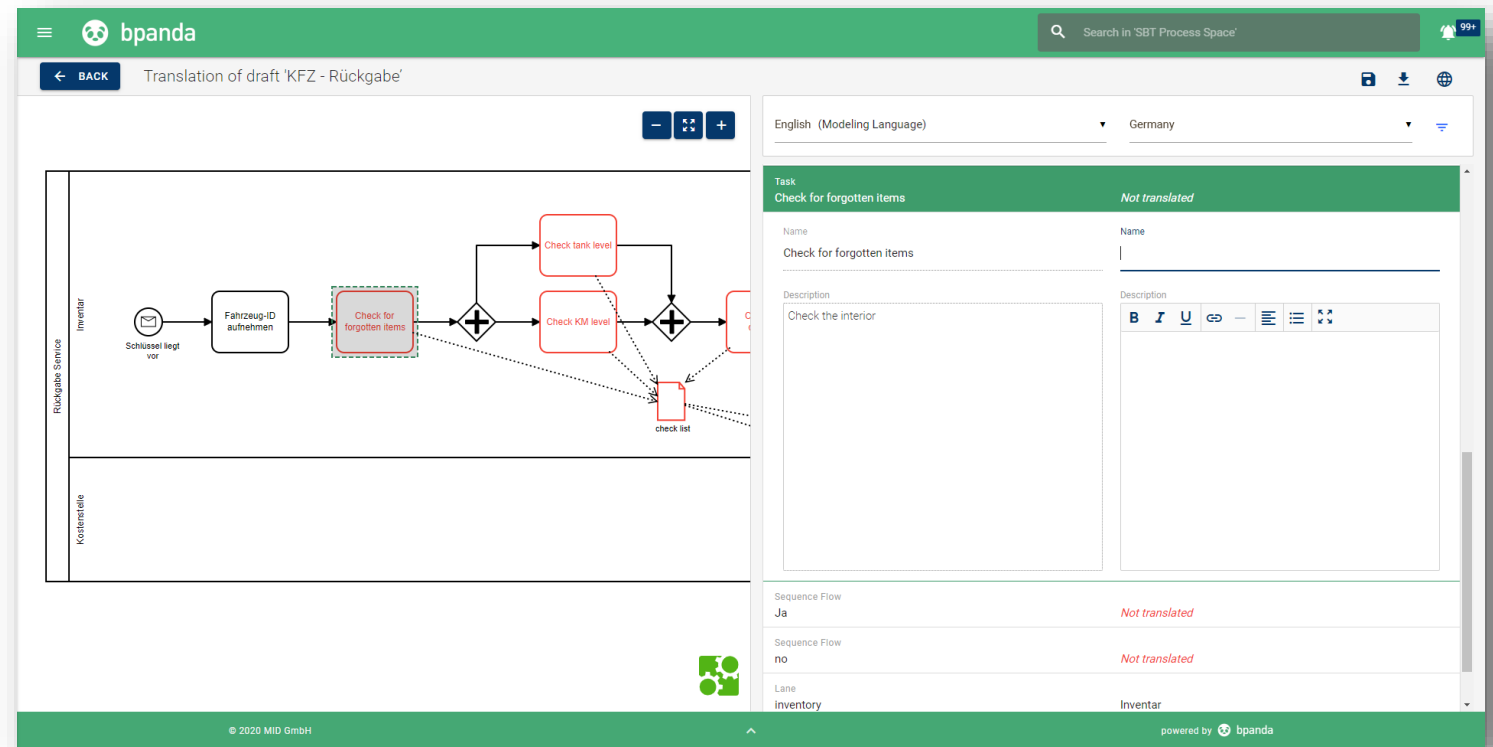 bpanda
Search in 'SBT Process Space'
99+
BACK
Translation of draft 'KFZ - Rückgabe'
English (Modeling Language)
Germany
Rückgabe Service
Inventar
Kostenstelle
Schlüssel liegt
vor
Fahrzeug-ID
aufnehmen
Check for
forgotten items
Check tank level
Check KM level
check list
Task
Check for forgotten items
Not translated
Name
Check for forgotten items
Name
Description
Check the interior
Description
B I U
Sequence Flow
Ja
Not translated
Sequence Flow
no
Not translated
Lane
inventory
Inventar
© 2020 MID GmbH
powered by bpanda